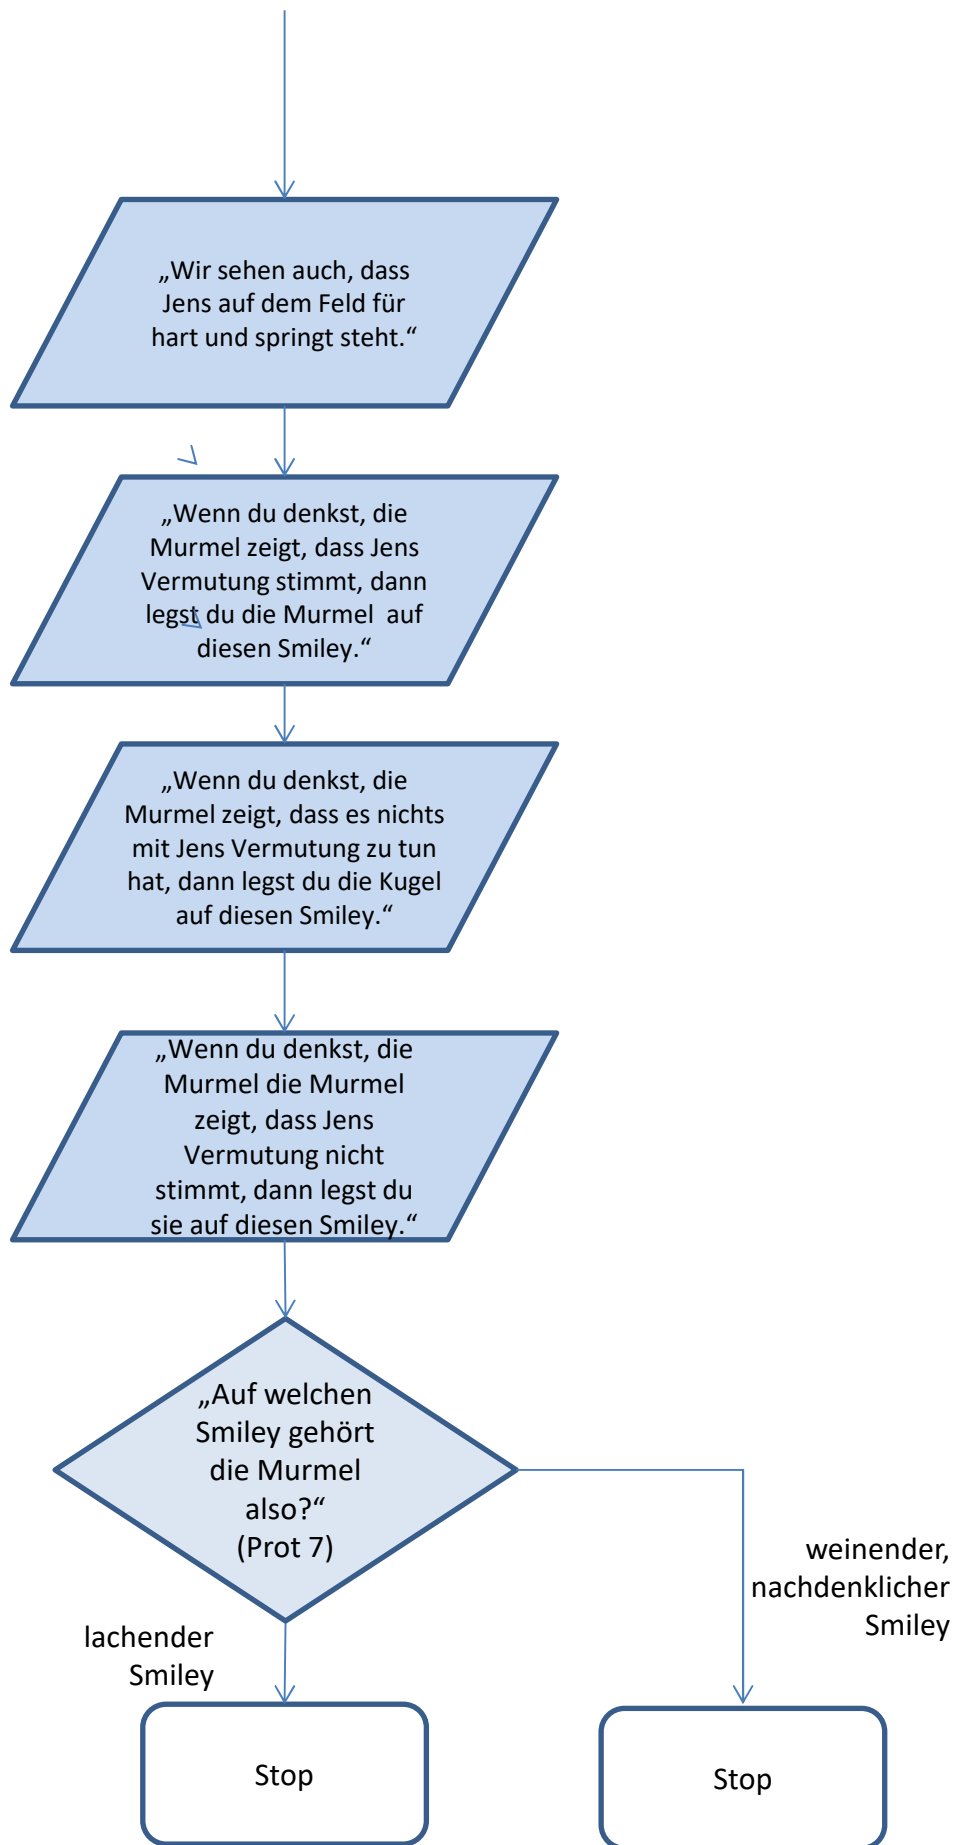 „Wir sehen auch, dass
Jens auf dem Feld für
hart und springt steht.“
„Wenn du denkst, die
Murmel zeigt, dass Jens
Vermutung stimmt, dann
legst du die Murmel  auf
diesen Smiley.“
„Wenn du denkst, die
Murmel zeigt, dass es nichts
mit Jens Vermutung zu tun
hat, dann legst du die Kugel
auf diesen Smiley.“
„Wenn du denkst, die
Murmel die Murmel
zeigt, dass Jens
Vermutung nicht
stimmt, dann legst du
sie auf diesen Smiley.“
„Auf welchen
Smiley gehört
die Murmel
also?“
(Prot 7)
weinender,
nachdenklicher
Smiley
lachender
Smiley
Stop
Stop